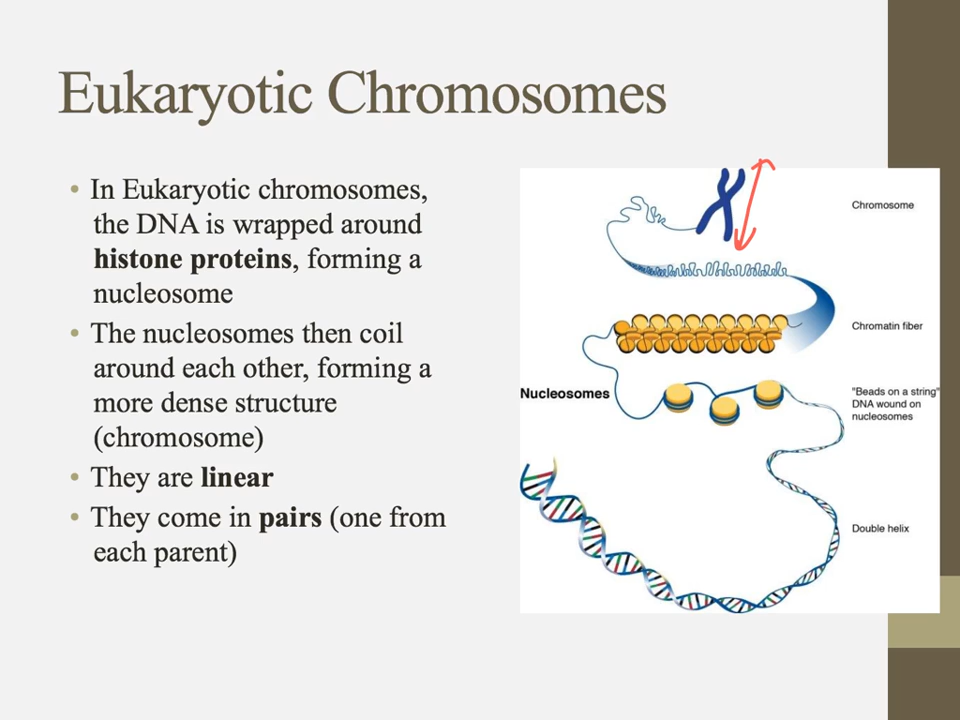 Eukaryotic Chromosomes
• In Eukaryotic chromosomes,
the DNA is wrapped around
histone proteins, forming a
nucleosome
• The nucleosomes then coil
around each other, forming a
more dense structure
(chromosome)
• They are linear
• They come in pairs (one from
each parent)
Chromosome
Chromatin fiber
Nucleosomes
"Beads on a string"
DNA wound on
nucleosomes
Double helix